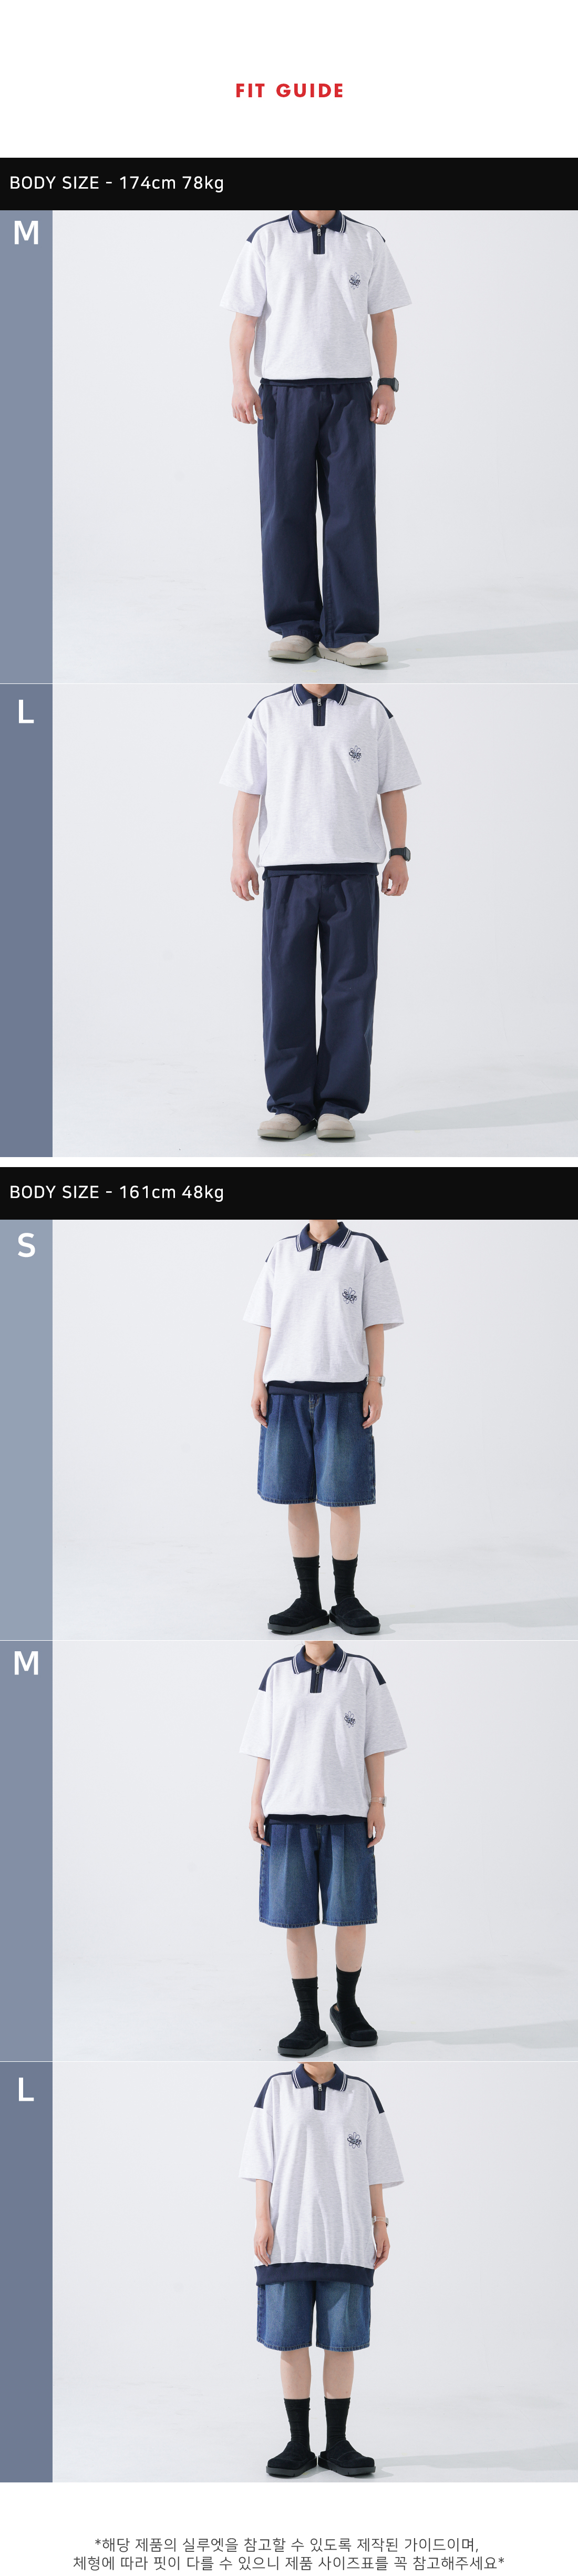 FIT GUIDE
BODY SIZE - 174cm 78kg
M
L
BODY SIZE - 161cm 48kg
S
M
L
*해당 제품의 실루엣을 참고할 수 있도록 제작된 가이드이며,
체형에 따라 핏이 다를 수 있으니 제품 사이즈표를 꼭 참고해주세요*